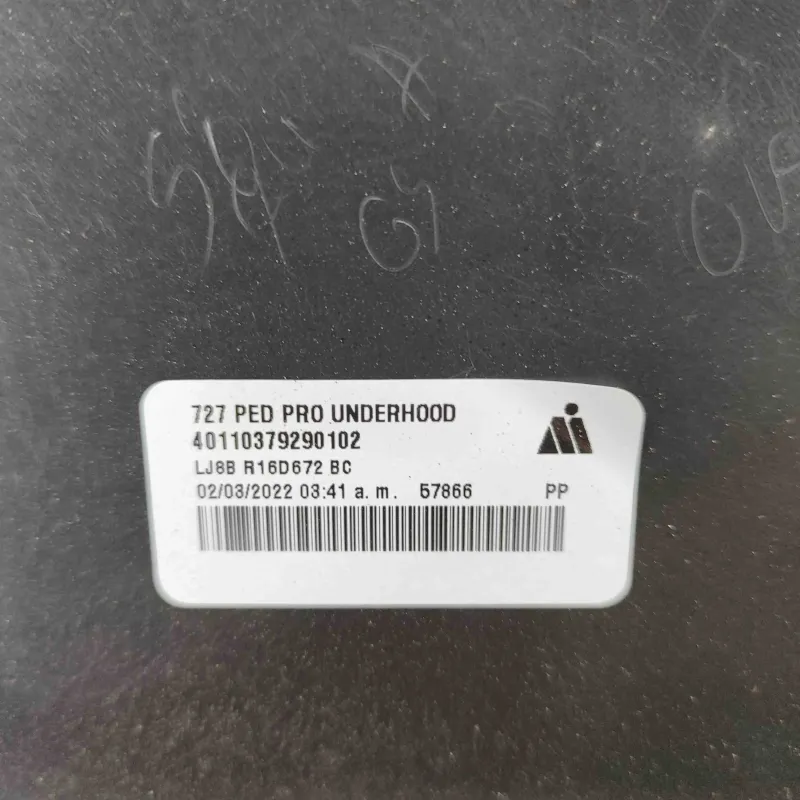 727 PED PRO UNDERHOOD
40110379290102
LJ8B R16D672 BC
02/03/2022 03:41 a.m. 57866 PP